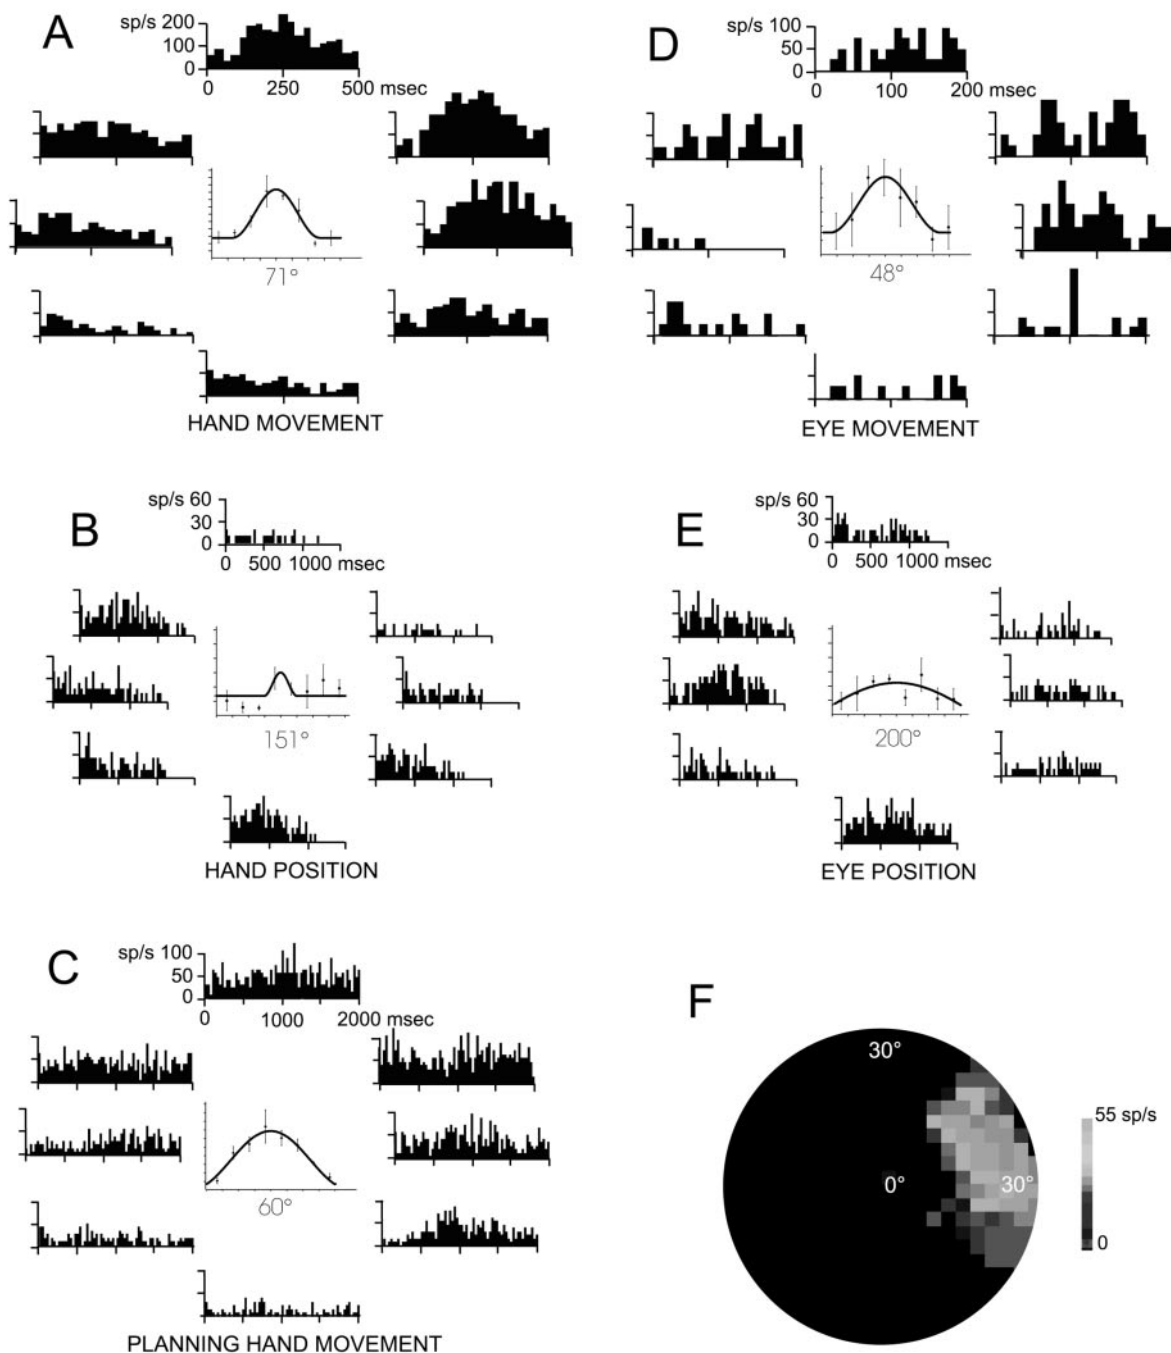 A
sp/s 200
100
0
0 250 500 msec
71°
HAND MOVEMENT
D
sp/s 100
50
0
0 100 200 msec
48°
EYE MOVEMENT
B
sp/s 60
30
0
0 500 1000 msec
151°
HAND POSITION
E
sp/s 60
30
0
0 500 1000 msec
200°
EYE POSITION
C
sp/s 100
50
0
0 1000 2000 msec
60°
PLANNING HAND MOVEMENT
F
30°
0° 30°
55 sp/s
0